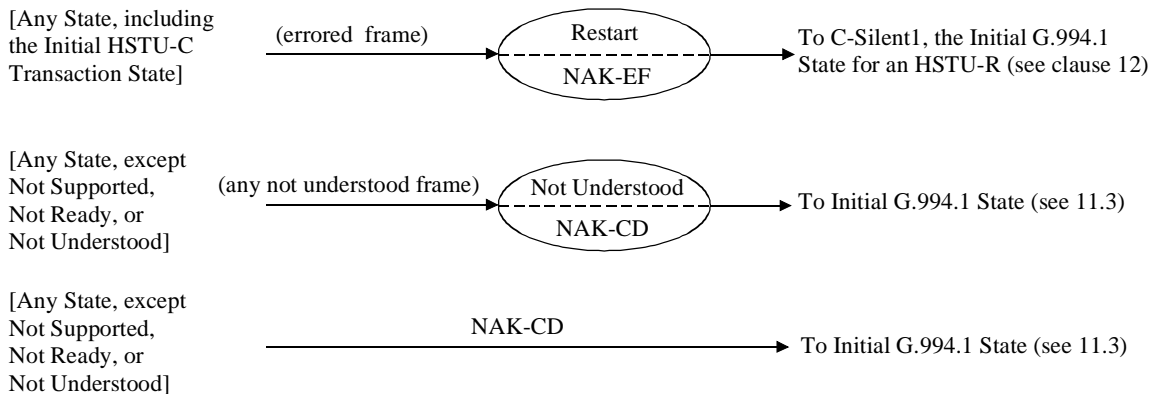 [Any State, including
the Initial HSTU-C
Transaction State]
(errored frame)
Restart
NAK-EF
To C-Silent1, the Initial G.994.1
State for an HSTU-R (see clause 12)
[Any State, except
Not Supported,
Not Ready, or
Not Understood]
(any not understood frame)
Not Understood
NAK-CD
To Initial G.994.1 State (see 11.3)
[Any State, except
Not Supported,
Not Ready, or
Not Understood]
NAK-CD
To Initial G.994.1 State (see 11.3)